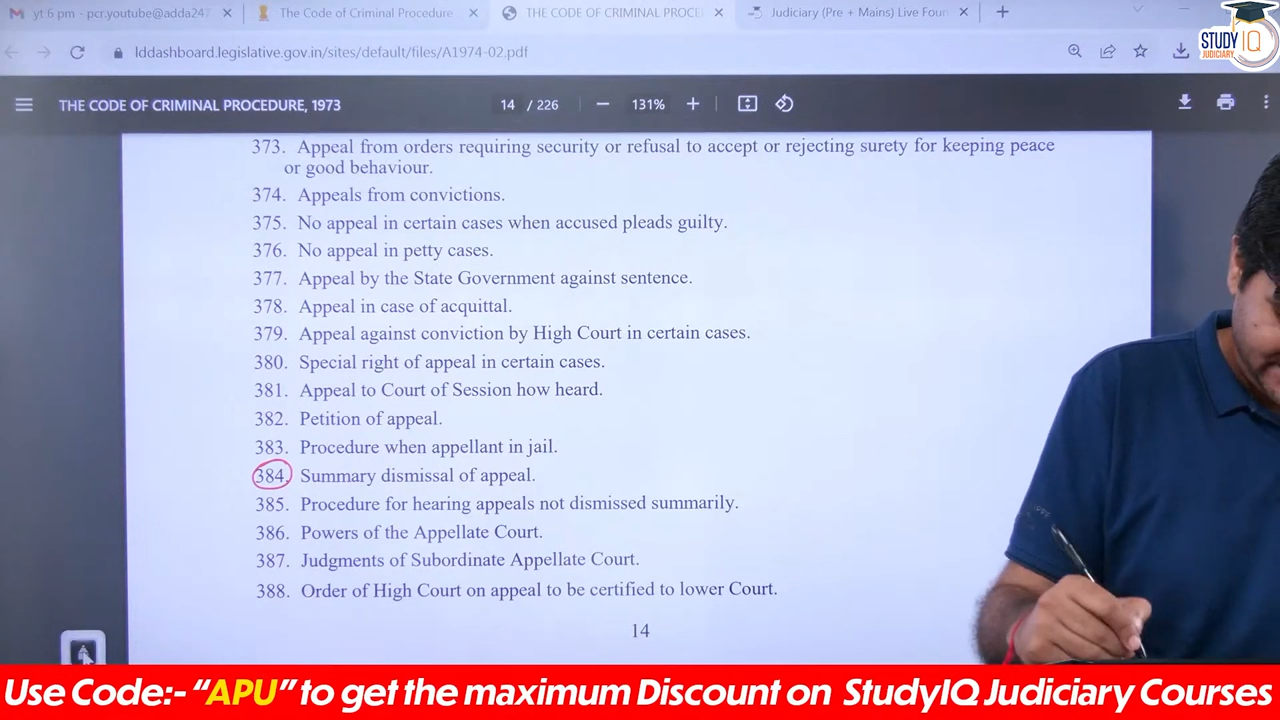 yt 6 pm - pcr.youtube@adda247
The Code of Criminal Procedure
THE CODE OF CRIMINAL PROCE
Judiciary (Pre + Mains) Live Foun
STUDY IQ
JUDICIARY
lddashboard.legislative.gov.in/sites/default/files/A1974-02.pdf
THE CODE OF CRIMINAL PROCEDURE, 1973
14 / 226
131%
373. Appeal from orders requiring security or refusal to accept or rejecting surety for keeping peace
or good behaviour.
374. Appeals from convictions.
375. No appeal in certain cases when accused pleads guilty.
376. No appeal in petty cases.
377. Appeal by the State Government against sentence.
378. Appeal in case of acquittal.
379. Appeal against conviction by High Court in certain cases.
380. Special right of appeal in certain cases.
381. Appeal to Court of Session how heard.
382. Petition of appeal.
383. Procedure when appellant in jail.
384. Summary dismissal of appeal.
385. Procedure for hearing appeals not dismissed summarily.
386. Powers of the Appellate Court.
387. Judgments of Subordinate Appellate Court.
388. Order of High Court on appeal to be certified to lower Court.
14
Use Code:- “APU” to get the maximum Discount on StudyIQ Judiciary Courses